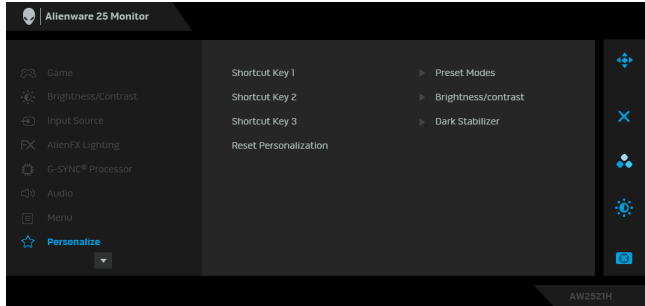 Alienware 25 Monitor
Game
Brightness/Contrast
Input Source
FX AlienFX Lighting
G-SYNC® Processor
Audio
Menu
Personalize
Shortcut Key 1 Preset Modes
Shortcut Key 2 Brightness/contrast
Shortcut Key 3 Dark Stabilizer
Reset Personalization
AW2521H